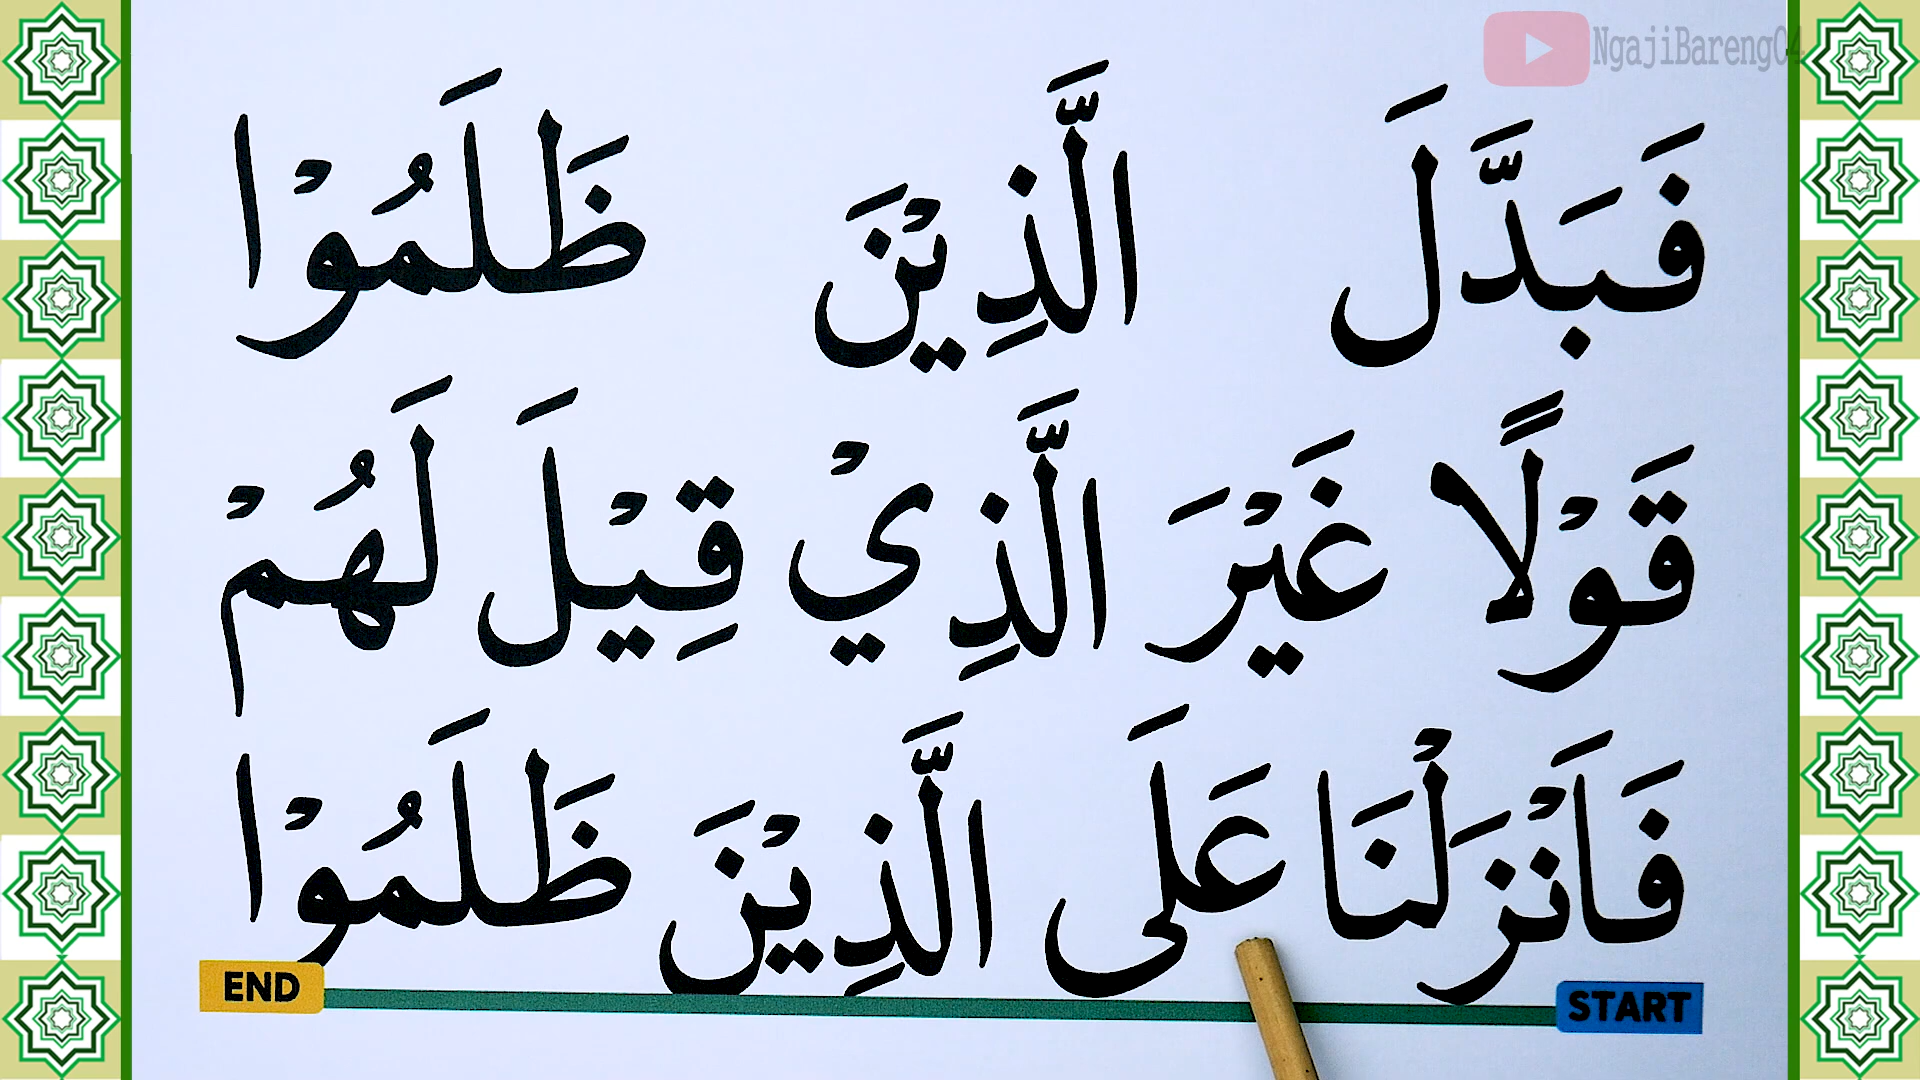 NgajiBareng04
فَبَدَّلَ الَّذِيْنَ ظَلَمُوْا
قَوْلًا غَيْرَ الَّذِيْ قِيْلَ لَهُمْ
فَاَنْزَلْنَا عَلَى الَّذِيْنَ ظَلَمُوْا
END START